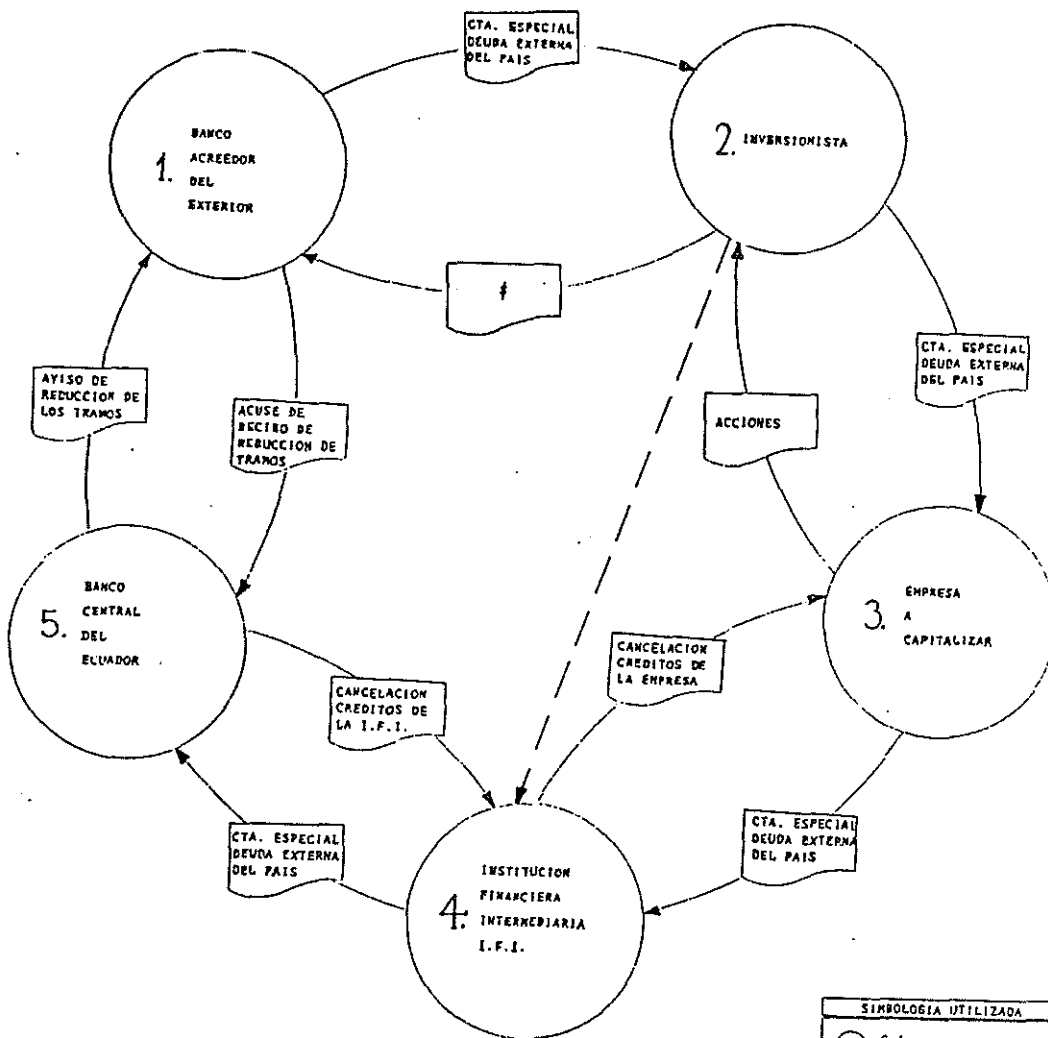 CTA. ESPECIAL
DEUDA EXTERNA
DEL PAIS
1.
BANCO
ACREEDOR
DEL
EXTERIOR
2. INVERSIONISTA
CTA. ESPECIAL
DEUDA EXTERNA
DEL PAIS
AVISO DE
REDUCCION DE
LOS TRAMOS
ACUSE DE
RECIBO DE
REDUCCION DE
TRAMOS
ACCIONES
5.
BANCO
CENTRAL
DEL
ECUADOR
3.
EMPRESA
A
CAPITALIZAR
CANCELACION
CREDITOS DE
LA I.F.I.
CANCELACION
CREDITOS DE
LA EMPRESA
CTA. ESPECIAL
DEUDA EXTERNA
DEL PAIS
CTA. ESPECIAL
DEUDA EXTERNA
DEL PAIS
4.
INSTITUCION
FINANCIERA
INTERMEDIARIA
I.F.I.
SIMBOLOGIA UTILIZADA